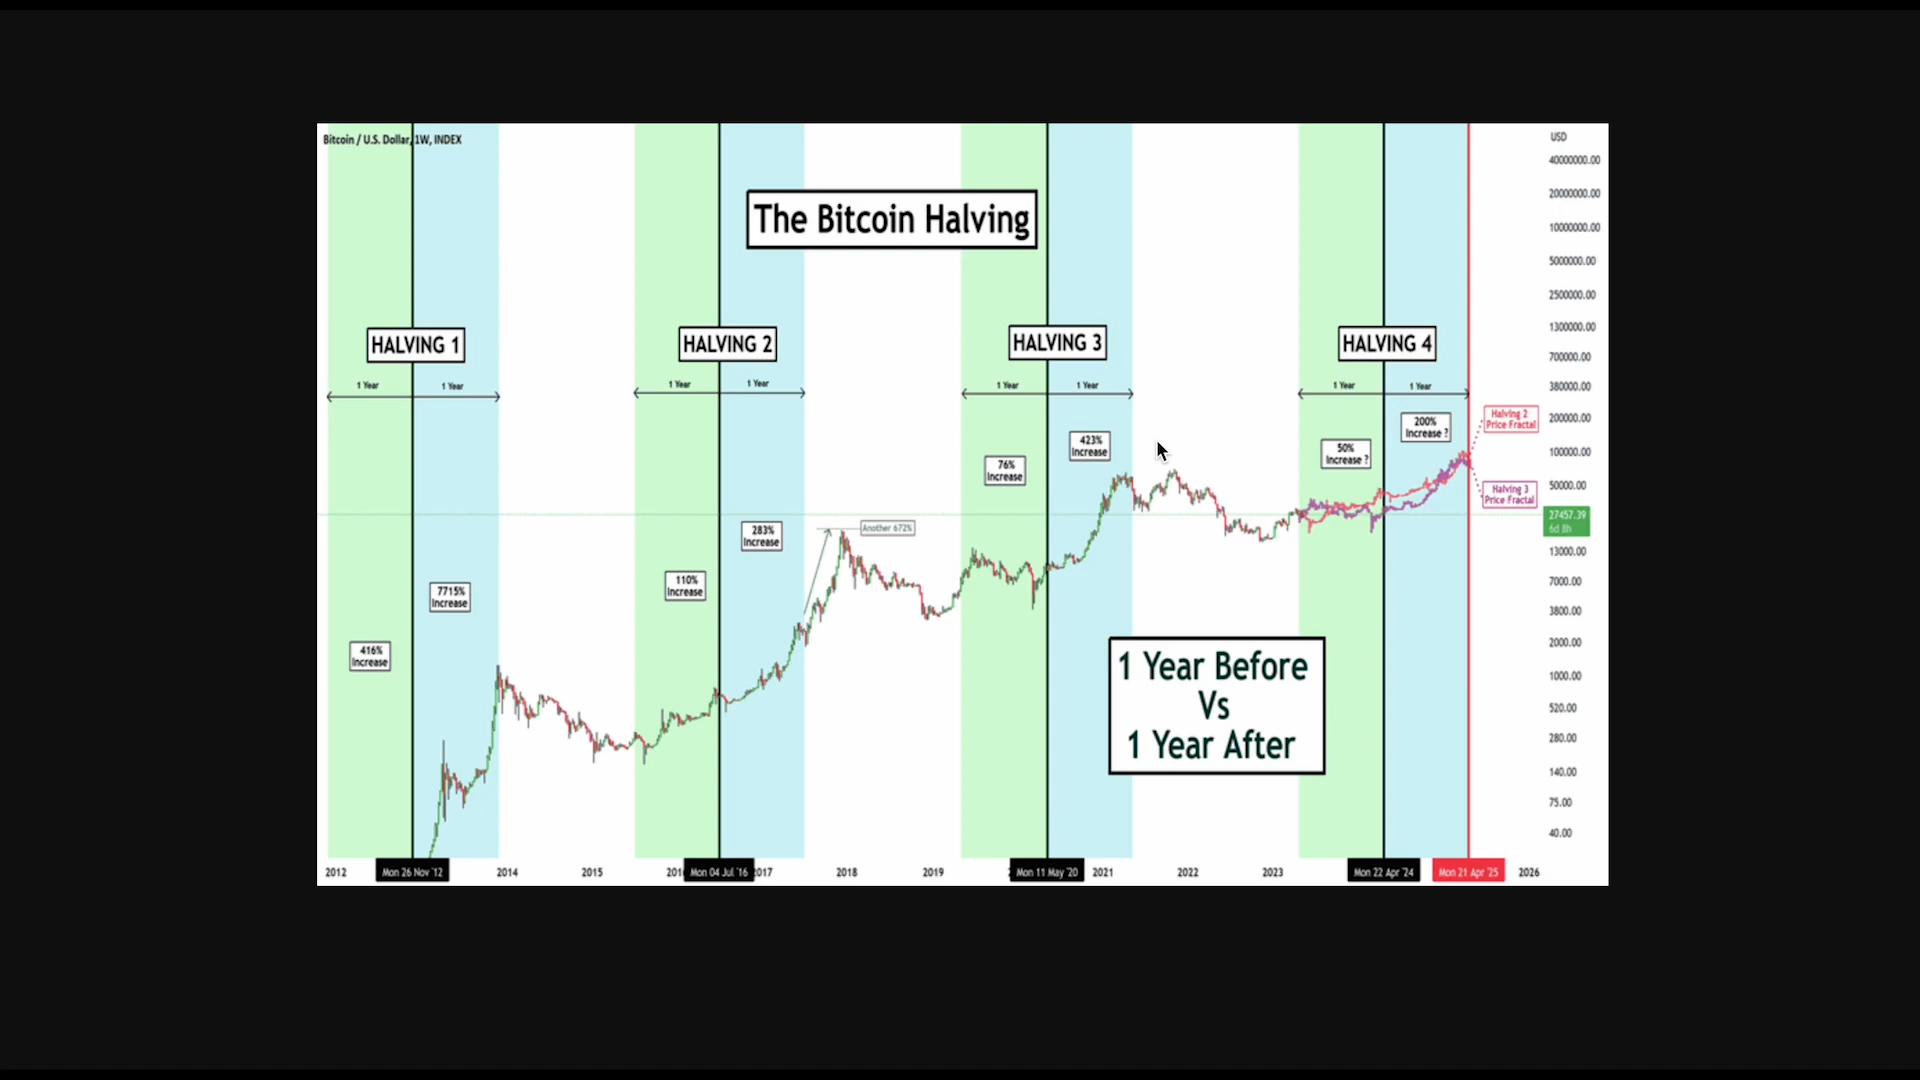 Bitcoin / U.S. Dollar, 1W, INDEX
USD
The Bitcoin Halving
HALVING 1
HALVING 2
HALVING 3
HALVING 4
1 Year
1 Year
1 Year
1 Year
1 Year
1 Year
1 Year
1 Year
416%
Increase
7715%
Increase
110%
Increase
283%
Increase
Another 672%
76%
Increase
423%
Increase
50%
Increase ?
200%
Increase ?
Halving 2
Price Fractal
Halving 3
Price Fractal
1 Year Before
Vs
1 Year After
40000000.00
20000000.00
10000000.00
5000000.00
2500000.00
1300000.00
700000.00
380000.00
200000.00
100000.00
50000.00
27457.39
6d 8h
13000.00
7000.00
3800.00
2000.00
1000.00
520.00
280.00
140.00
75.00
40.00
2012
Mon 26 Nov '12
2014
2015
Mon 04 Jul '16
2017
2018
2019
Mon 11 May '20
2021
2022
2023
Mon 22 Apr '24
Mon 21 Apr '25
2026